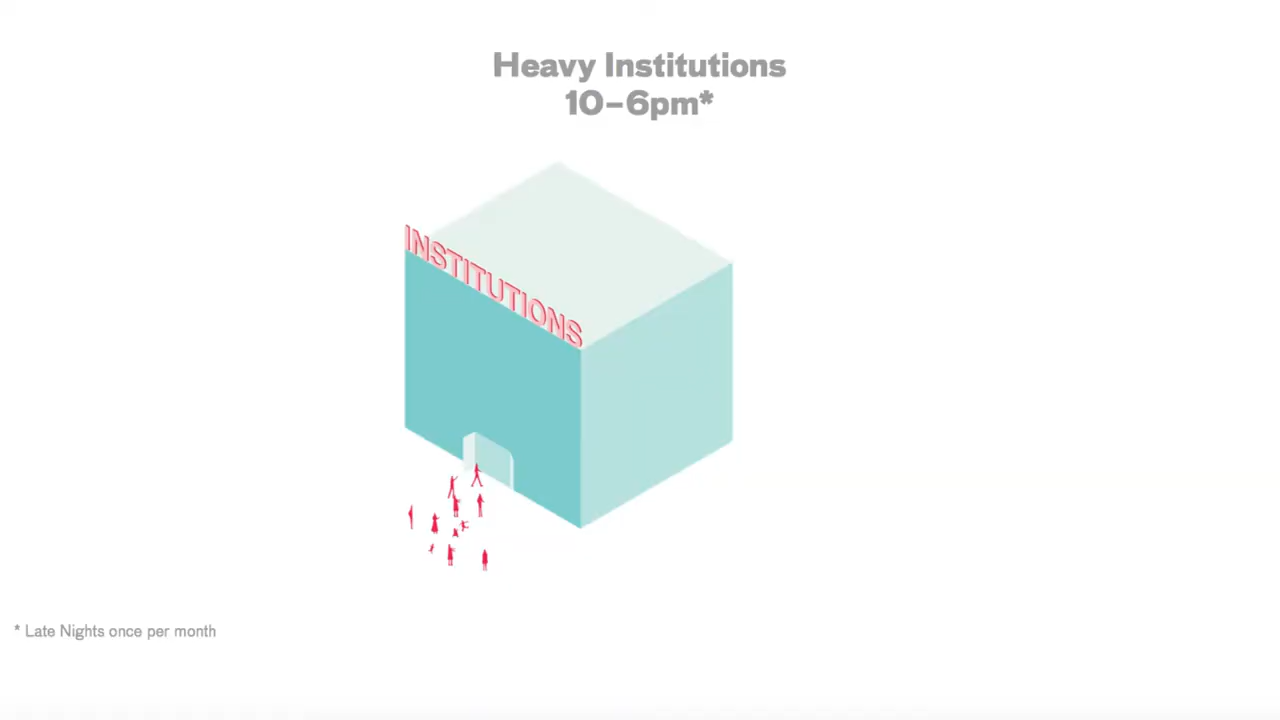 Heavy Institutions
10–6pm*
INSTITUTIONS
* Late Nights once per month